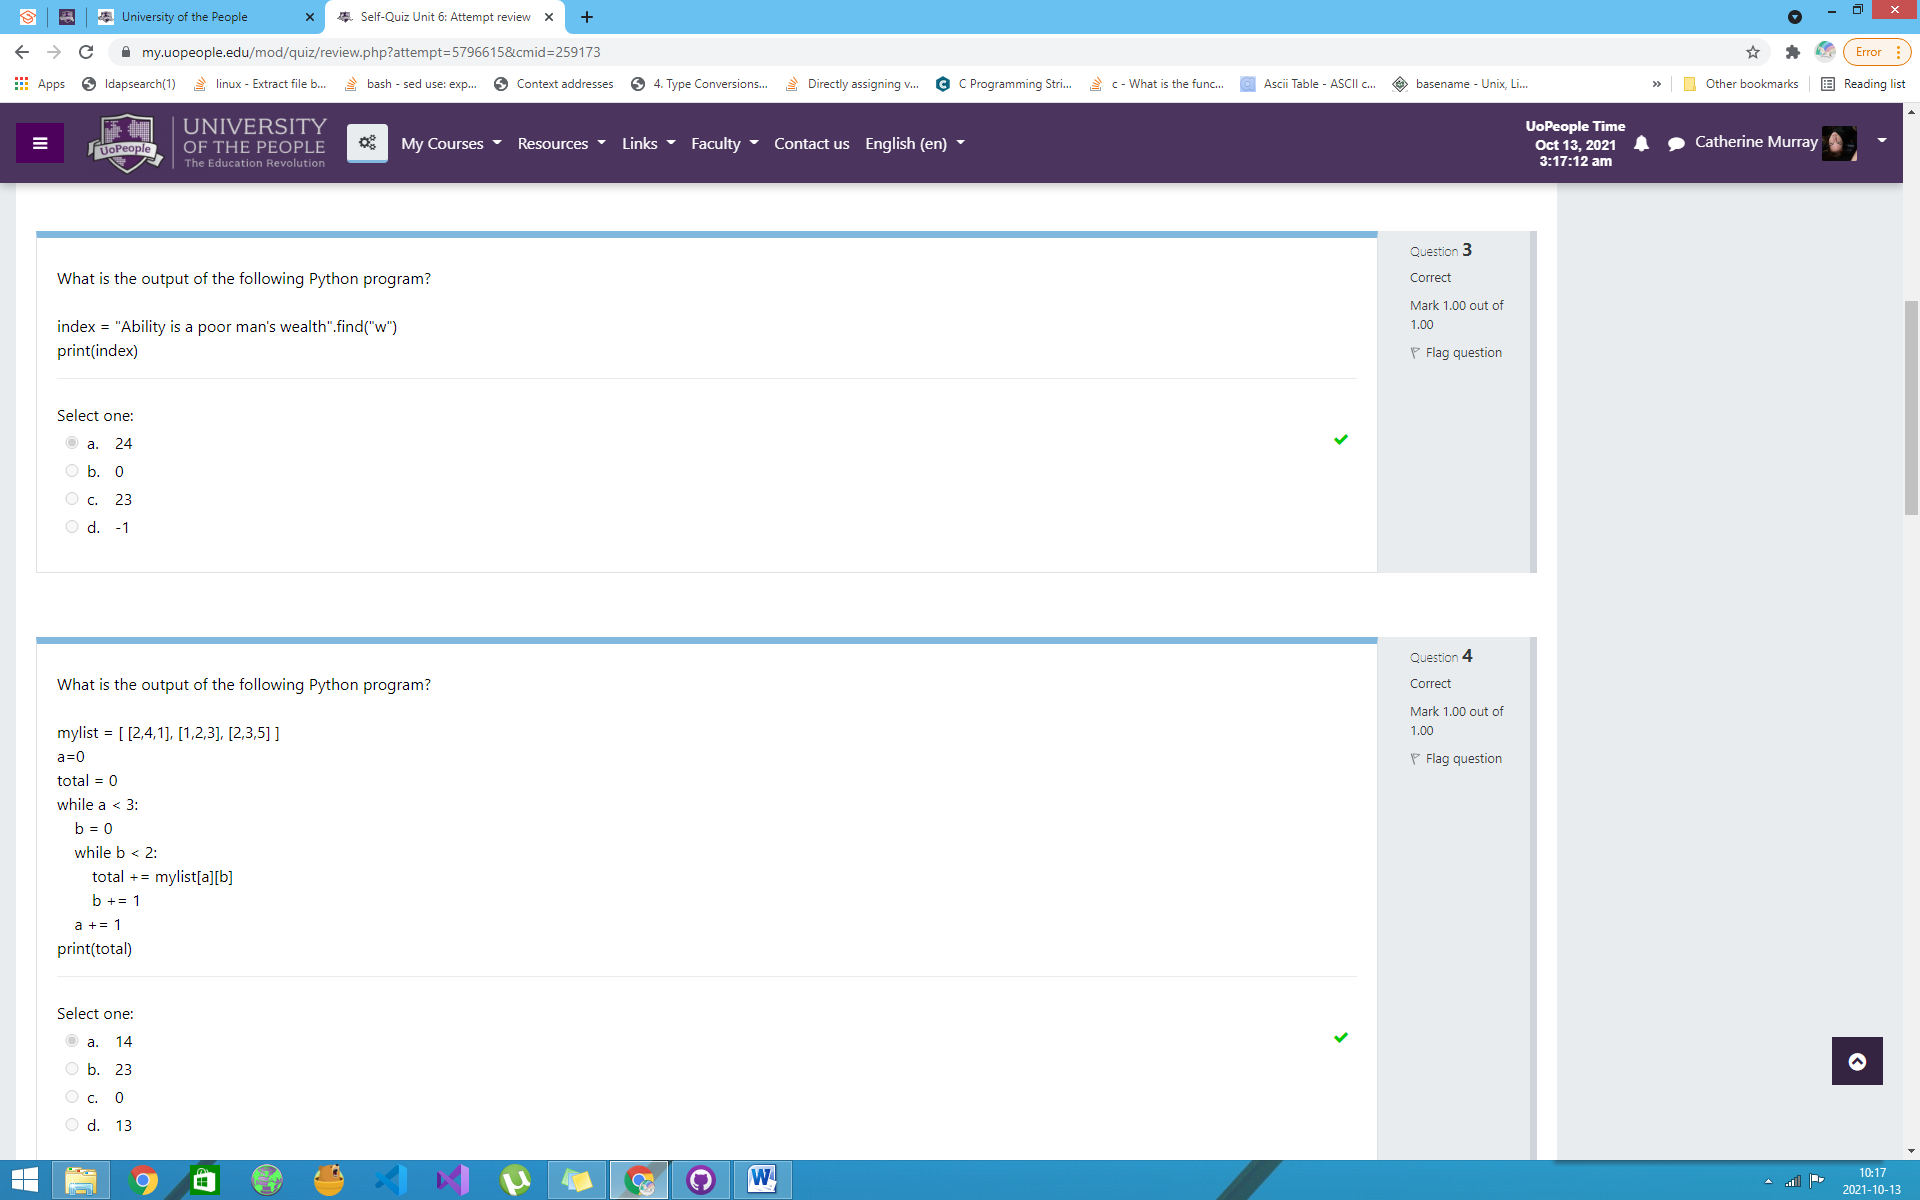 University of the People
Self-Quiz Unit 6: Attempt review
my.uopeople.edu/mod/quiz/review.php?attempt=5796615&cmid=259173
Error
Apps
ldapsearch(1)
linux - Extract file b...
bash - sed use: exp...
Context addresses
4. Type Conversions...
Directly assigning v...
C Programming Stri...
c - What is the func...
Ascii Table - ASCII c...
basename - Unix, Li...
»
Other bookmarks
Reading list
UoPeople
UNIVERSITY
OF THE PEOPLE
The Education Revolution
My Courses
Resources
Links
Faculty
Contact us
English (en)
UoPeople Time
Oct 13, 2021
3:17:12 am
Catherine Murray
What is the output of the following Python program?
index = "Ability is a poor man's wealth".find("w")
print(index)
Select one:
a. 24
b. 0
c. 23
d. -1
Question 3
Correct
Mark 1.00 out of
1.00
Flag question
What is the output of the following Python program?
mylist = [ [2,4,1], [1,2,3], [2,3,5] ]
a=0
total = 0
while a < 3:
b = 0
while b < 2:
total += mylist[a][b]
b += 1
a += 1
print(total)
Select one:
a. 14
b. 23
c. 0
d. 13
Question 4
Correct
Mark 1.00 out of
1.00
Flag question
10:17
2021-10-13